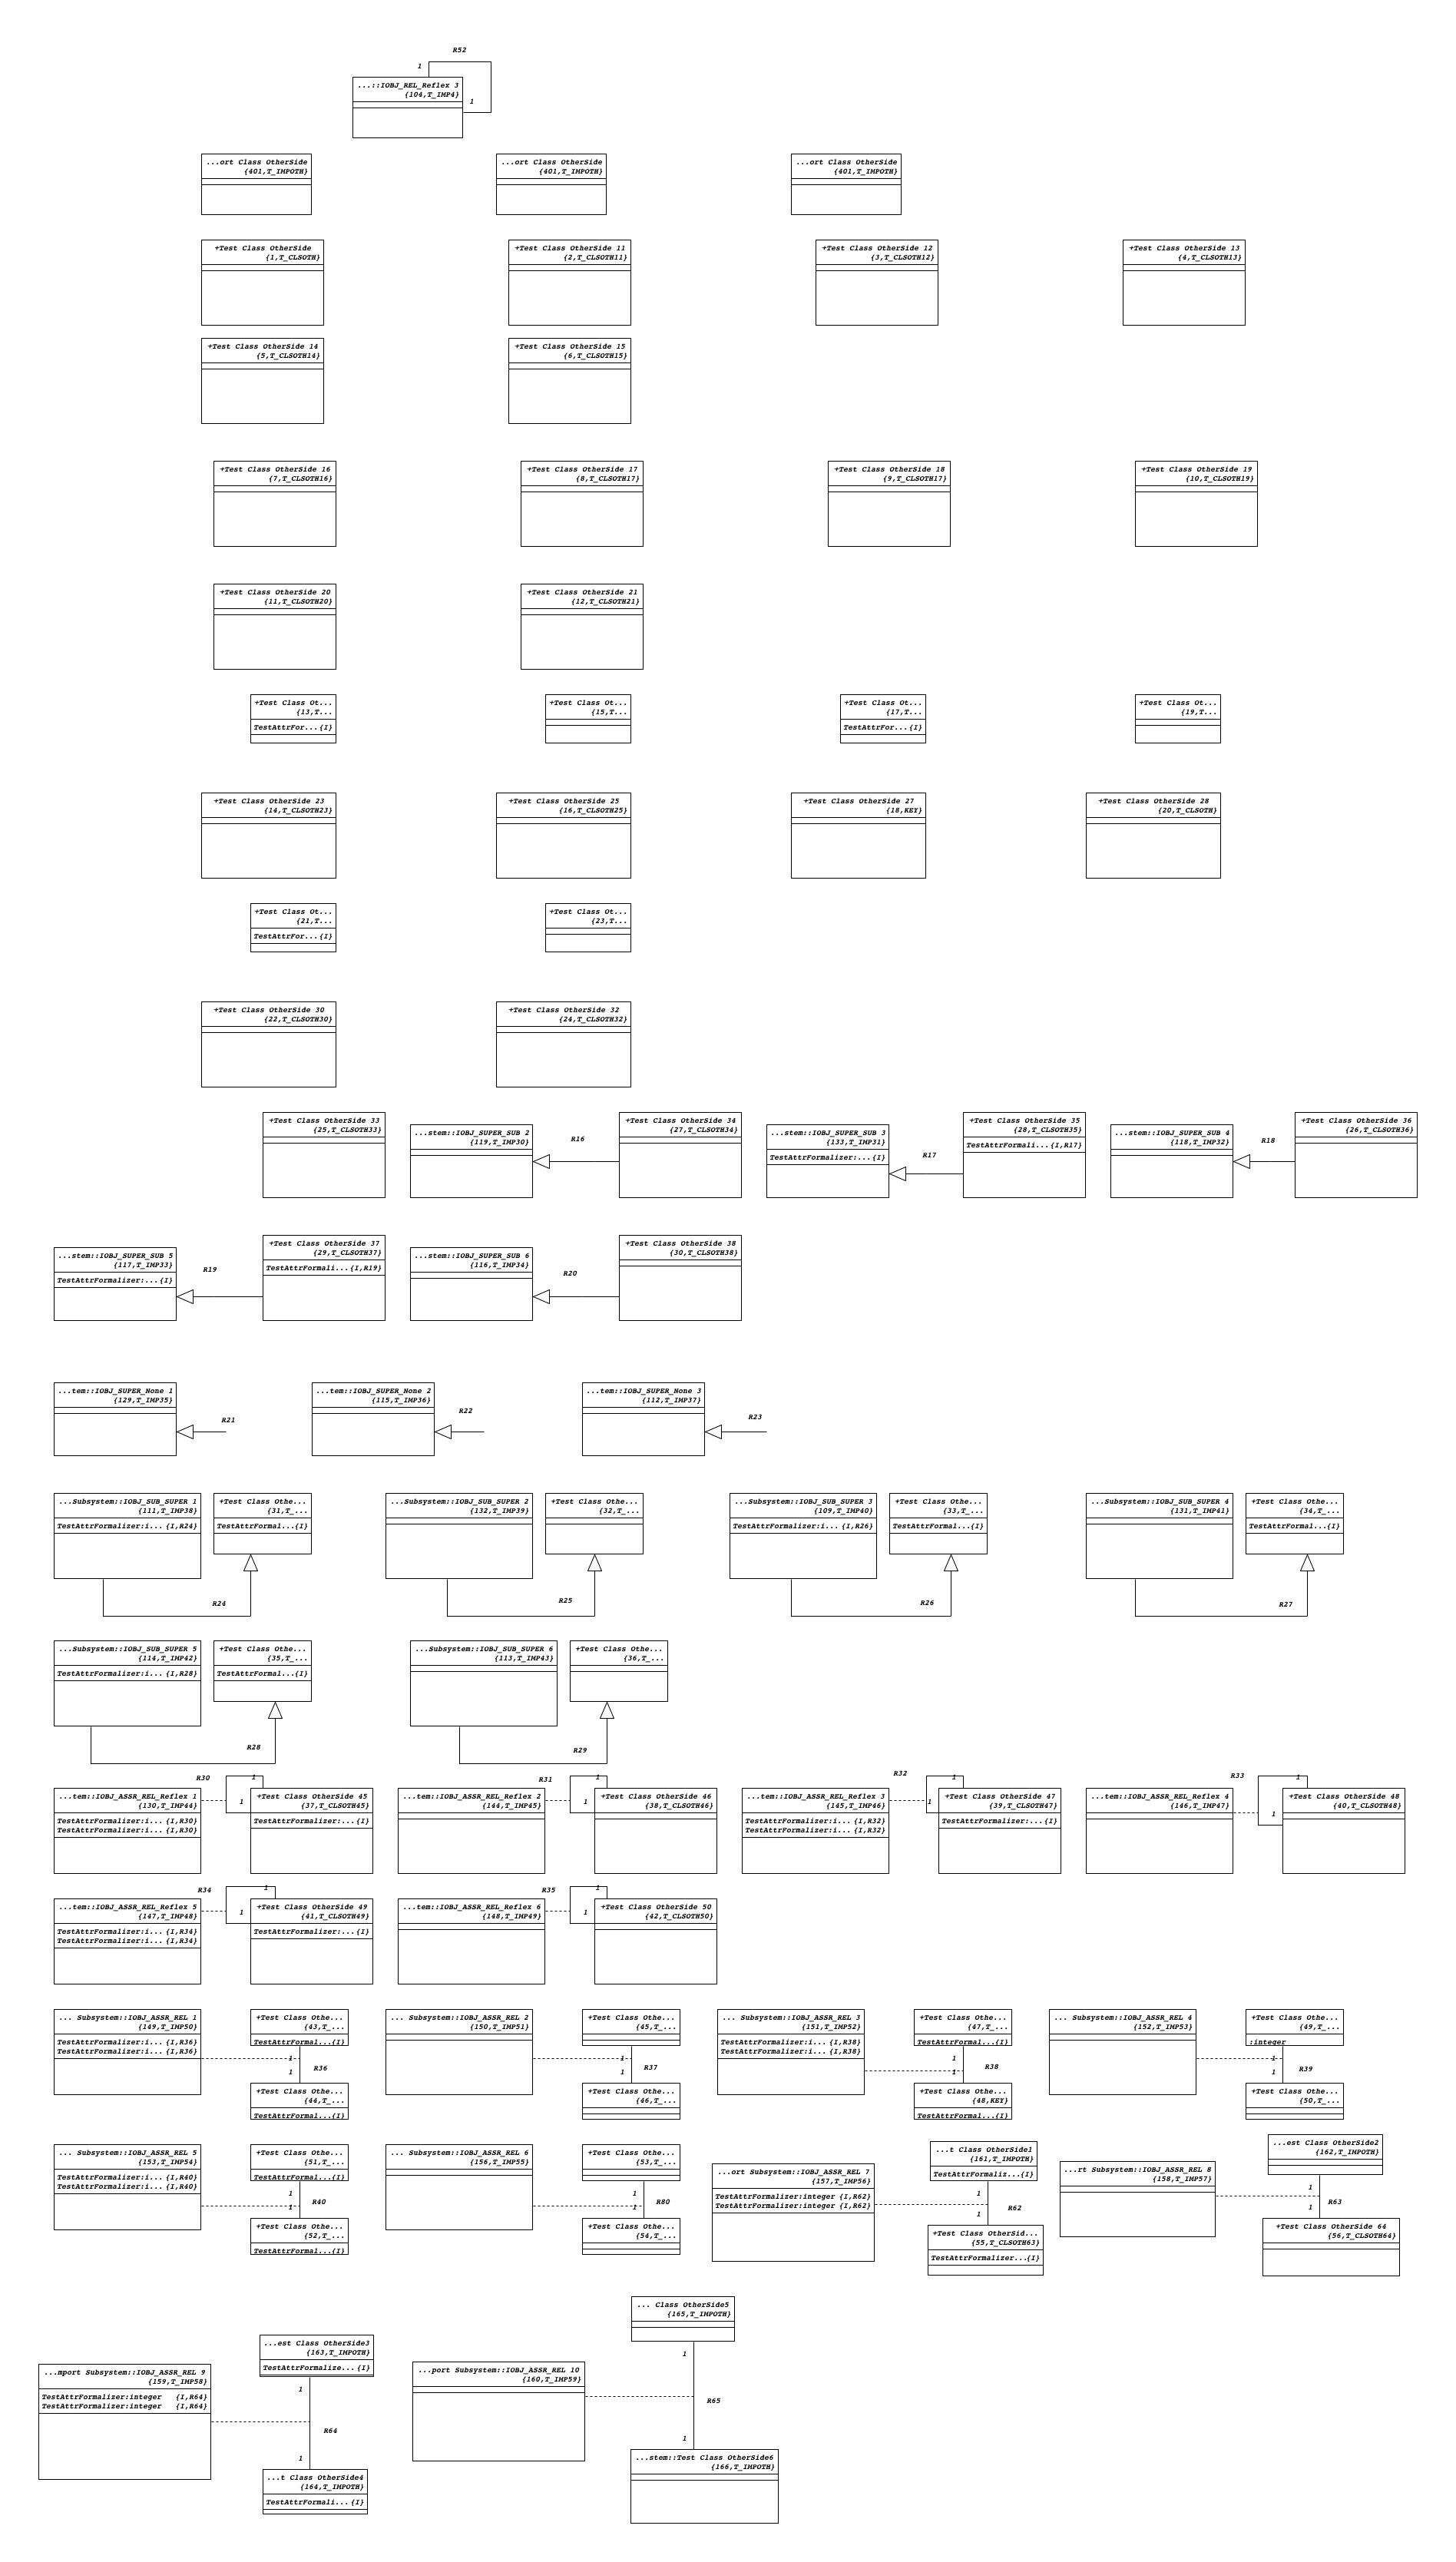 R52
1
...::IOBJ_REL_Reflex 3
{104,T_IMP4}
1
...ort Class OtherSide
{401,T_IMPOTH}
...ort Class OtherSide
{401,T_IMPOTH}
...ort Class OtherSide
{401,T_IMPOTH}
+Test Class OtherSide
{1,T_CLSOTH}
+Test Class OtherSide 11
{2,T_CLSOTH11}
+Test Class OtherSide 12
{3,T_CLSOTH12}
+Test Class OtherSide 13
{4,T_CLSOTH13}
+Test Class OtherSide 14
{5,T_CLSOTH14}
+Test Class OtherSide 15
{6,T_CLSOTH15}
+Test Class OtherSide 16
{7,T_CLSOTH16}
+Test Class OtherSide 17
{8,T_CLSOTH17}
+Test Class OtherSide 18
{9,T_CLSOTH17}
+Test Class OtherSide 19
{10,T_CLSOTH19}
+Test Class OtherSide 20
{11,T_CLSOTH20}
+Test Class OtherSide 21
{12,T_CLSOTH21}
+Test Class Ot...
{13,T...
TestAttrFor...{I}
+Test Class Ot...
{15,T...
+Test Class Ot...
{17,T...
TestAttrFor...{I}
+Test Class Ot...
{19,T...
+Test Class OtherSide 23
{14,T_CLSOTH23}
+Test Class OtherSide 25
{16,T_CLSOTH25}
+Test Class OtherSide 27
{18,KEY}
+Test Class OtherSide 28
{20,T_CLSOTH}
+Test Class Ot...
{21,T...
TestAttrFor...{I}
+Test Class Ot...
{23,T...
+Test Class OtherSide 30
{22,T_CLSOTH30}
+Test Class OtherSide 32
{24,T_CLSOTH32}
+Test Class OtherSide 33
{25,T_CLSOTH33}
...stem::IOBJ_SUPER_SUB 2
{119,T_IMP30}
R16
+Test Class OtherSide 34
{27,T_CLSOTH34}
...stem::IOBJ_SUPER_SUB 3
{133,T_IMP31}
TestAttrFormalizer:...{I}
R17
+Test Class OtherSide 35
{28,T_CLSOTH35}
TestAttrFormali...{I,R17}
...stem::IOBJ_SUPER_SUB 4
{118,T_IMP32}
R18
+Test Class OtherSide 36
{26,T_CLSOTH36}
...stem::IOBJ_SUPER_SUB 5
{117,T_IMP33}
TestAttrFormalizer:...{I}
R19
+Test Class OtherSide 37
{29,T_CLSOTH37}
TestAttrFormali...{I,R19}
...stem::IOBJ_SUPER_SUB 6
{116,T_IMP34}
R20
+Test Class OtherSide 38
{30,T_CLSOTH38}
...tem::IOBJ_SUPER_None 1
{129,T_IMP35}
R21
...tem::IOBJ_SUPER_None 2
{115,T_IMP36}
R22
...tem::IOBJ_SUPER_None 3
{112,T_IMP37}
R23
...Subsystem::IOBJ_SUB_SUPER 1
{111,T_IMP38}
TestAttrFormalizer:i... {I,R24}
+Test Class Othe...
{31,T_...
TestAttrFormal...{I}
R24
...Subsystem::IOBJ_SUB_SUPER 2
{132,T_IMP39}
+Test Class Othe...
{32,T_...
R25
...Subsystem::IOBJ_SUB_SUPER 3
{109,T_IMP40}
TestAttrFormalizer:i... {I,R26}
+Test Class Othe...
{33,T_...
TestAttrFormal...{I}
R26
...Subsystem::IOBJ_SUB_SUPER 4
{131,T_IMP41}
+Test Class Othe...
{34,T_...
TestAttrFormal...{I}
R27
...Subsystem::IOBJ_SUB_SUPER 5
{114,T_IMP42}
TestAttrFormalizer:i... {I,R28}
+Test Class Othe...
{35,T_...
TestAttrFormal...{I}
R28
...Subsystem::IOBJ_SUB_SUPER 6
{113,T_IMP43}
+Test Class Othe...
{36,T_...
R29
...tem::IOBJ_ASSR_REL_Reflex 1
{130,T_IMP44}
TestAttrFormalizer:i... {I,R30}
TestAttrFormalizer:i... {I,R30}
R30
1
1
+Test Class OtherSide 45
{37,T_CLSOTH45}
TestAttrFormalizer:...{I}
...tem::IOBJ_ASSR_REL_Reflex 2
{144,T_IMP45}
R31
1
1
+Test Class OtherSide 46
{38,T_CLSOTH46}
...tem::IOBJ_ASSR_REL_Reflex 3
{145,T_IMP46}
TestAttrFormalizer:i... {I,R32}
TestAttrFormalizer:i... {I,R32}
R32
1
1
+Test Class OtherSide 47
{39,T_CLSOTH47}
TestAttrFormalizer:...{I}
...tem::IOBJ_ASSR_REL_Reflex 4
{146,T_IMP47}
R33
1
1
+Test Class OtherSide 48
{40,T_CLSOTH48}
...tem::IOBJ_ASSR_REL_Reflex 5
{147,T_IMP48}
TestAttrFormalizer:i... {I,R34}
TestAttrFormalizer:i... {I,R34}
R34
1
1
+Test Class OtherSide 49
{41,T_CLSOTH49}
TestAttrFormalizer:...{I}
...tem::IOBJ_ASSR_REL_Reflex 6
{148,T_IMP49}
R35
1
1
+Test Class OtherSide 50
{42,T_CLSOTH50}
... Subsystem::IOBJ_ASSR_REL 1
{149,T_IMP50}
TestAttrFormalizer:i... {I,R36}
TestAttrFormalizer:i... {I,R36}
+Test Class Othe...
{43,T_...
TestAttrFormal...{I}
1
1
R36
+Test Class Othe...
{44,T_...
TestAttrFormal...{I}
... Subsystem::IOBJ_ASSR_REL 2
{150,T_IMP51}
+Test Class Othe...
{45,T_...
1
1
R37
+Test Class Othe...
{46,T_...
... Subsystem::IOBJ_ASSR_REL 3
{151,T_IMP52}
TestAttrFormalizer:i... {I,R38}
TestAttrFormalizer:i... {I,R38}
+Test Class Othe...
{47,T_...
TestAttrFormal...{I}
1
1
R38
+Test Class Othe...
{48,KEY}
TestAttrFormal...{I}
... Subsystem::IOBJ_ASSR_REL 4
{152,T_IMP53}
+Test Class Othe...
{49,T_...
:integer
1
1
R39
+Test Class Othe...
{50,T_...
... Subsystem::IOBJ_ASSR_REL 5
{153,T_IMP54}
TestAttrFormalizer:i... {I,R40}
TestAttrFormalizer:i... {I,R40}
+Test Class Othe...
{51,T_...
TestAttrFormal...{I}
1
1
R40
+Test Class Othe...
{52,T_...
TestAttrFormal...{I}
... Subsystem::IOBJ_ASSR_REL 6
{156,T_IMP55}
+Test Class Othe...
{53,T_...
1
1
R80
+Test Class Othe...
{54,T_...
...ort Subsystem::IOBJ_ASSR_REL 7
{157,T_IMP56}
TestAttrFormalizer:integer {I,R62}
TestAttrFormalizer:integer {I,R62}
...t Class OtherSide1
{161,T_IMPOTH}
TestAttrFormaliz...{I}
1
1
R62
+Test Class OtherSid...
{55,T_CLSOTH63}
TestAttrFormalizer...{I}
...rt Subsystem::IOBJ_ASSR_REL 8
{158,T_IMP57}
...est Class OtherSide2
{162,T_IMPOTH}
1
1
R63
+Test Class OtherSide 64
{56,T_CLSOTH64}
...mport Subsystem::IOBJ_ASSR_REL 9
{159,T_IMP58}
TestAttrFormalizer:integer {I,R64}
TestAttrFormalizer:integer {I,R64}
...est Class OtherSide3
{163,T_IMPOTH}
TestAttrFormalize...{I}
1
R64
1
...t Class OtherSide4
{164,T_IMPOTH}
TestAttrFormali...{I}
...port Subsystem::IOBJ_ASSR_REL 10
{160,T_IMP59}
... Class OtherSide5
{165,T_IMPOTH}
1
R65
1
...stem::Test Class OtherSide6
{166,T_IMPOTH}